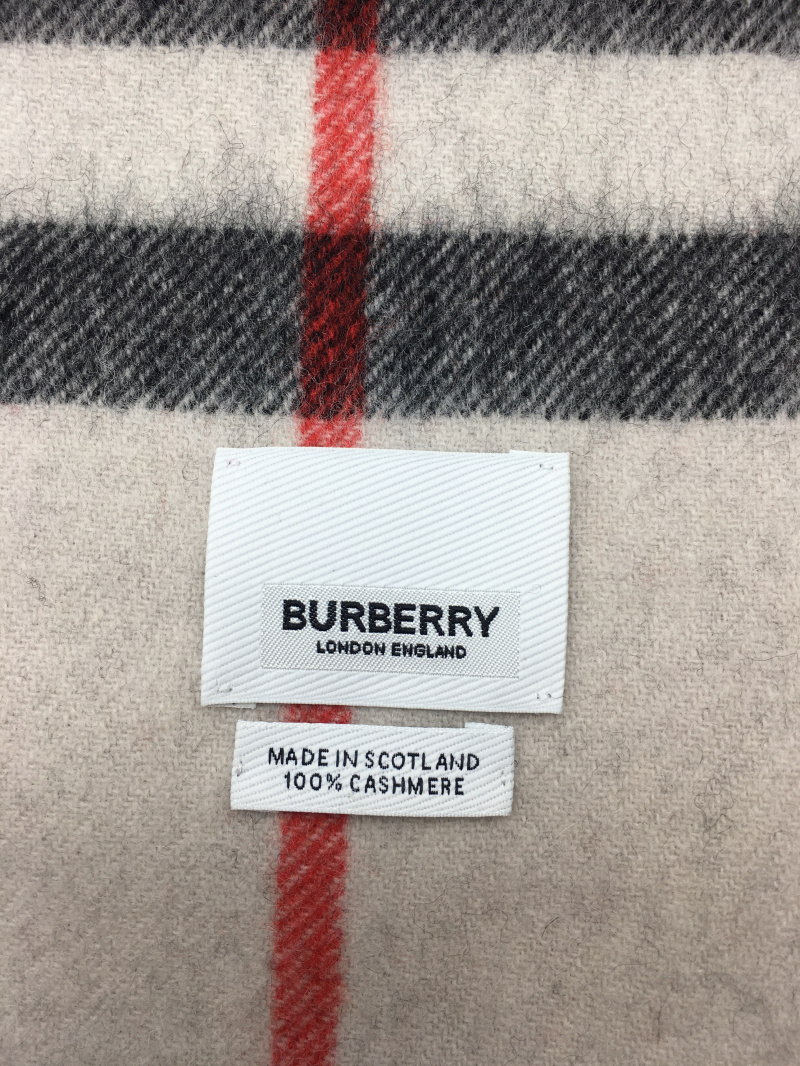 BURBERRY
LONDON ENGLAND
MADE IN SCOTLAND
100% CASHMERE